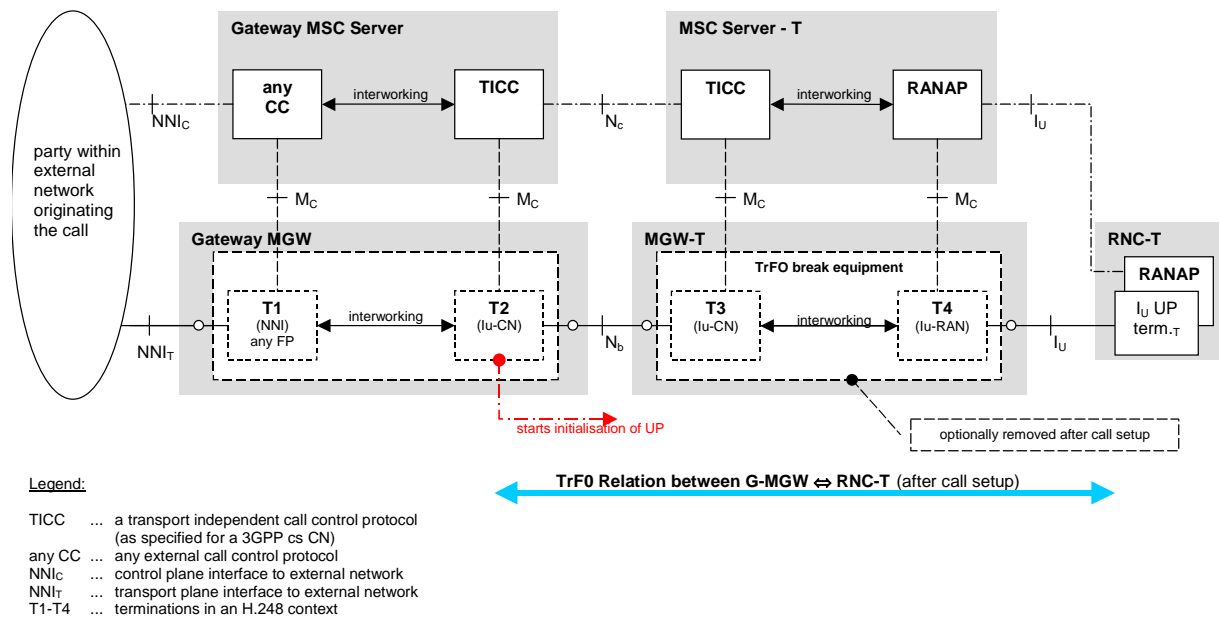 Gateway MSC Server
MSC Server - T
any
CC
interworking
TICC
TICC
interworking
RANAP
NNIC
NC
IU
party within
external
network
originating
the call
MC
MC
MC
MC
Gateway MGW
MGW-T
RNC-T
TrFO break equipment
RANAP
T1
(NNI)
any FP
interworking
T2
(Iu-CN)
T3
(Iu-CN)
interworking
T4
(Iu-RAN)
IU UP
term.T
NNIT
Nb
IU
starts initialisation of UP
optionally removed after call setup
TrF0 Relation between G-MGW ⇔ RNC-T (after call setup)
Legend:
TICC ... a transport independent call control protocol
(as specified for a 3GPP cs CN)
any CC ... any external call control protocol
NNIC ... control plane interface to external network
NNIT ... transport plane interface to external network
T1-T4 ... terminations in an H.248 context